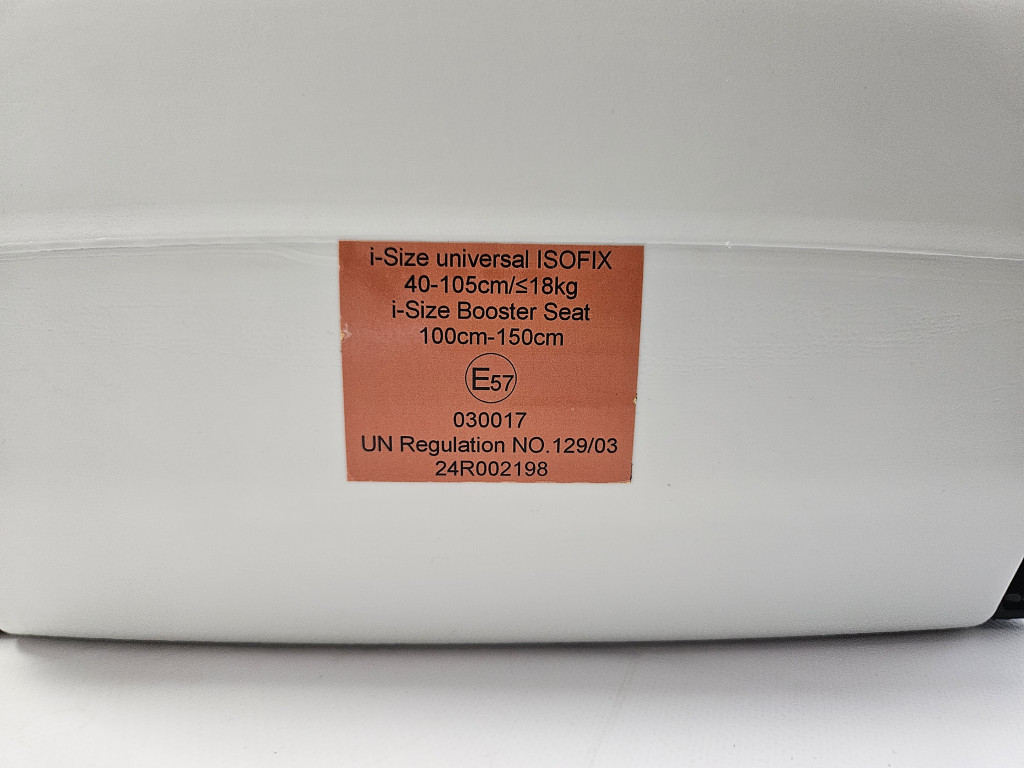 i-Size universal ISOFIX
40-105cm/≤18kg
i-Size Booster Seat
100cm-150cm
E57
030017
UN Regulation NO.129/03
24R002198